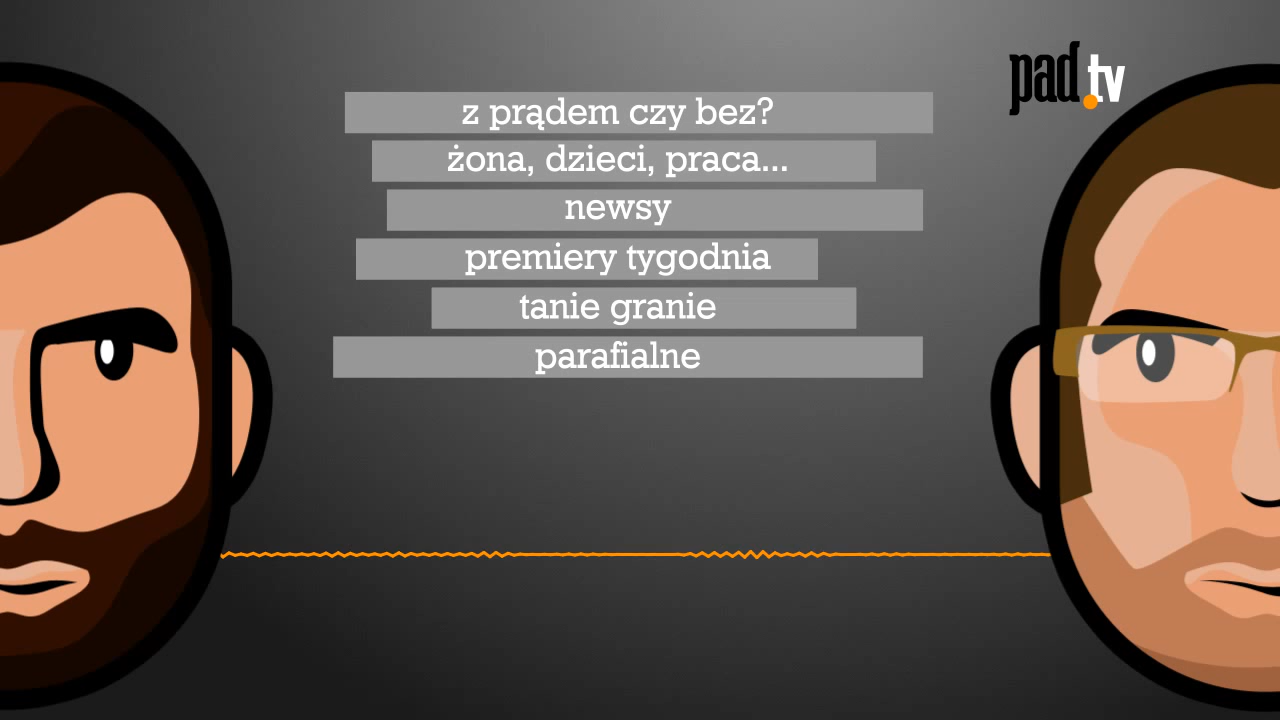 pad.tv
z prądem czy bez?
żona, dzieci, praca...
newsy
premiery tygodnia
tanie granie
parafialne